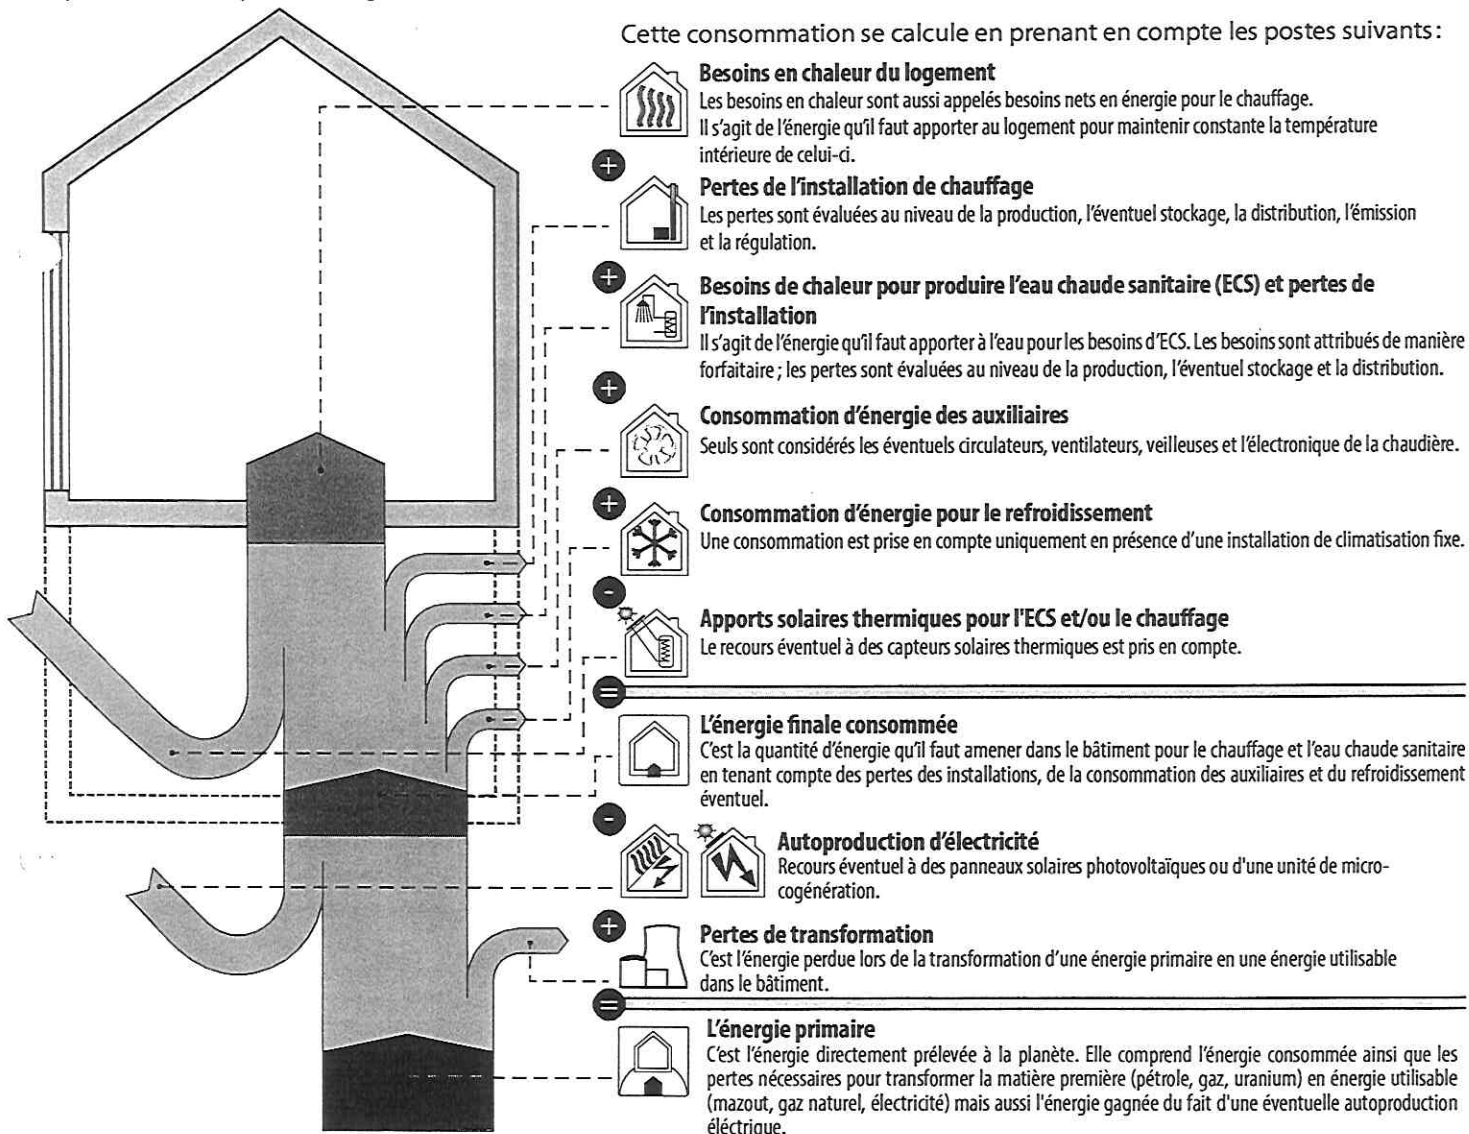 Cette consommation se calcule en prenant en compte les postes suivants :
Besoins en chaleur du logement
Les besoins en chaleur sont aussi appelés besoins nets en énergie pour le chauffage.
Il s'agit de l'énergie qu'il faut apporter au logement pour maintenir constante la température
intérieure de celui-ci.
+
Pertes de l'installation de chauffage
Les pertes sont évaluées au niveau de la production, l'éventuel stockage, la distribution, l'émission
et la régulation.
+
Besoins de chaleur pour produire l'eau chaude sanitaire (ECS) et pertes de
l'installation
Il s'agit de l'énergie qu'il faut apporter à l'eau pour les besoins d'ECS. Les besoins sont attribués de manière
forfaitaire ; les pertes sont évaluées au niveau de la production, l'éventuel stockage et la distribution.
+
Consommation d'énergie des auxiliaires
Seuls sont considérés les éventuels circulateurs, ventilateurs, veilleuses et l'électronique de la chaudière.
+
Consommation d'énergie pour le refroidissement
Une consommation est prise en compte uniquement en présence d'une installation de climatisation fixe.
-
Apports solaires thermiques pour l'ECS et/ou le chauffage
Le recours éventuel à des capteurs solaires thermiques est pris en compte.
=
L'énergie finale consommée
C'est la quantité d'énergie qu'il faut amener dans le bâtiment pour le chauffage et l'eau chaude sanitaire
en tenant compte des pertes des installations, de la consommation des auxiliaires et du refroidissement
éventuel.
-
Autoproduction d'électricité
Recours éventuel à des panneaux solaires photovoltaïques ou d'une unité de micro-
cogénération.
+
Pertes de transformation
C'est l'énergie perdue lors de la transformation d'une énergie primaire en une énergie utilisable
dans le bâtiment.
=
L'énergie primaire
C'est l'énergie directement prélevée à la planète. Elle comprend l'énergie consommée ainsi que les
pertes nécessaires pour transformer la matière première (pétrole, gaz, uranium) en énergie utilisable
(mazout, gaz naturel, électricité) mais aussi l'énergie gagnée du fait d'une éventuelle autoproduction
éléctrique.